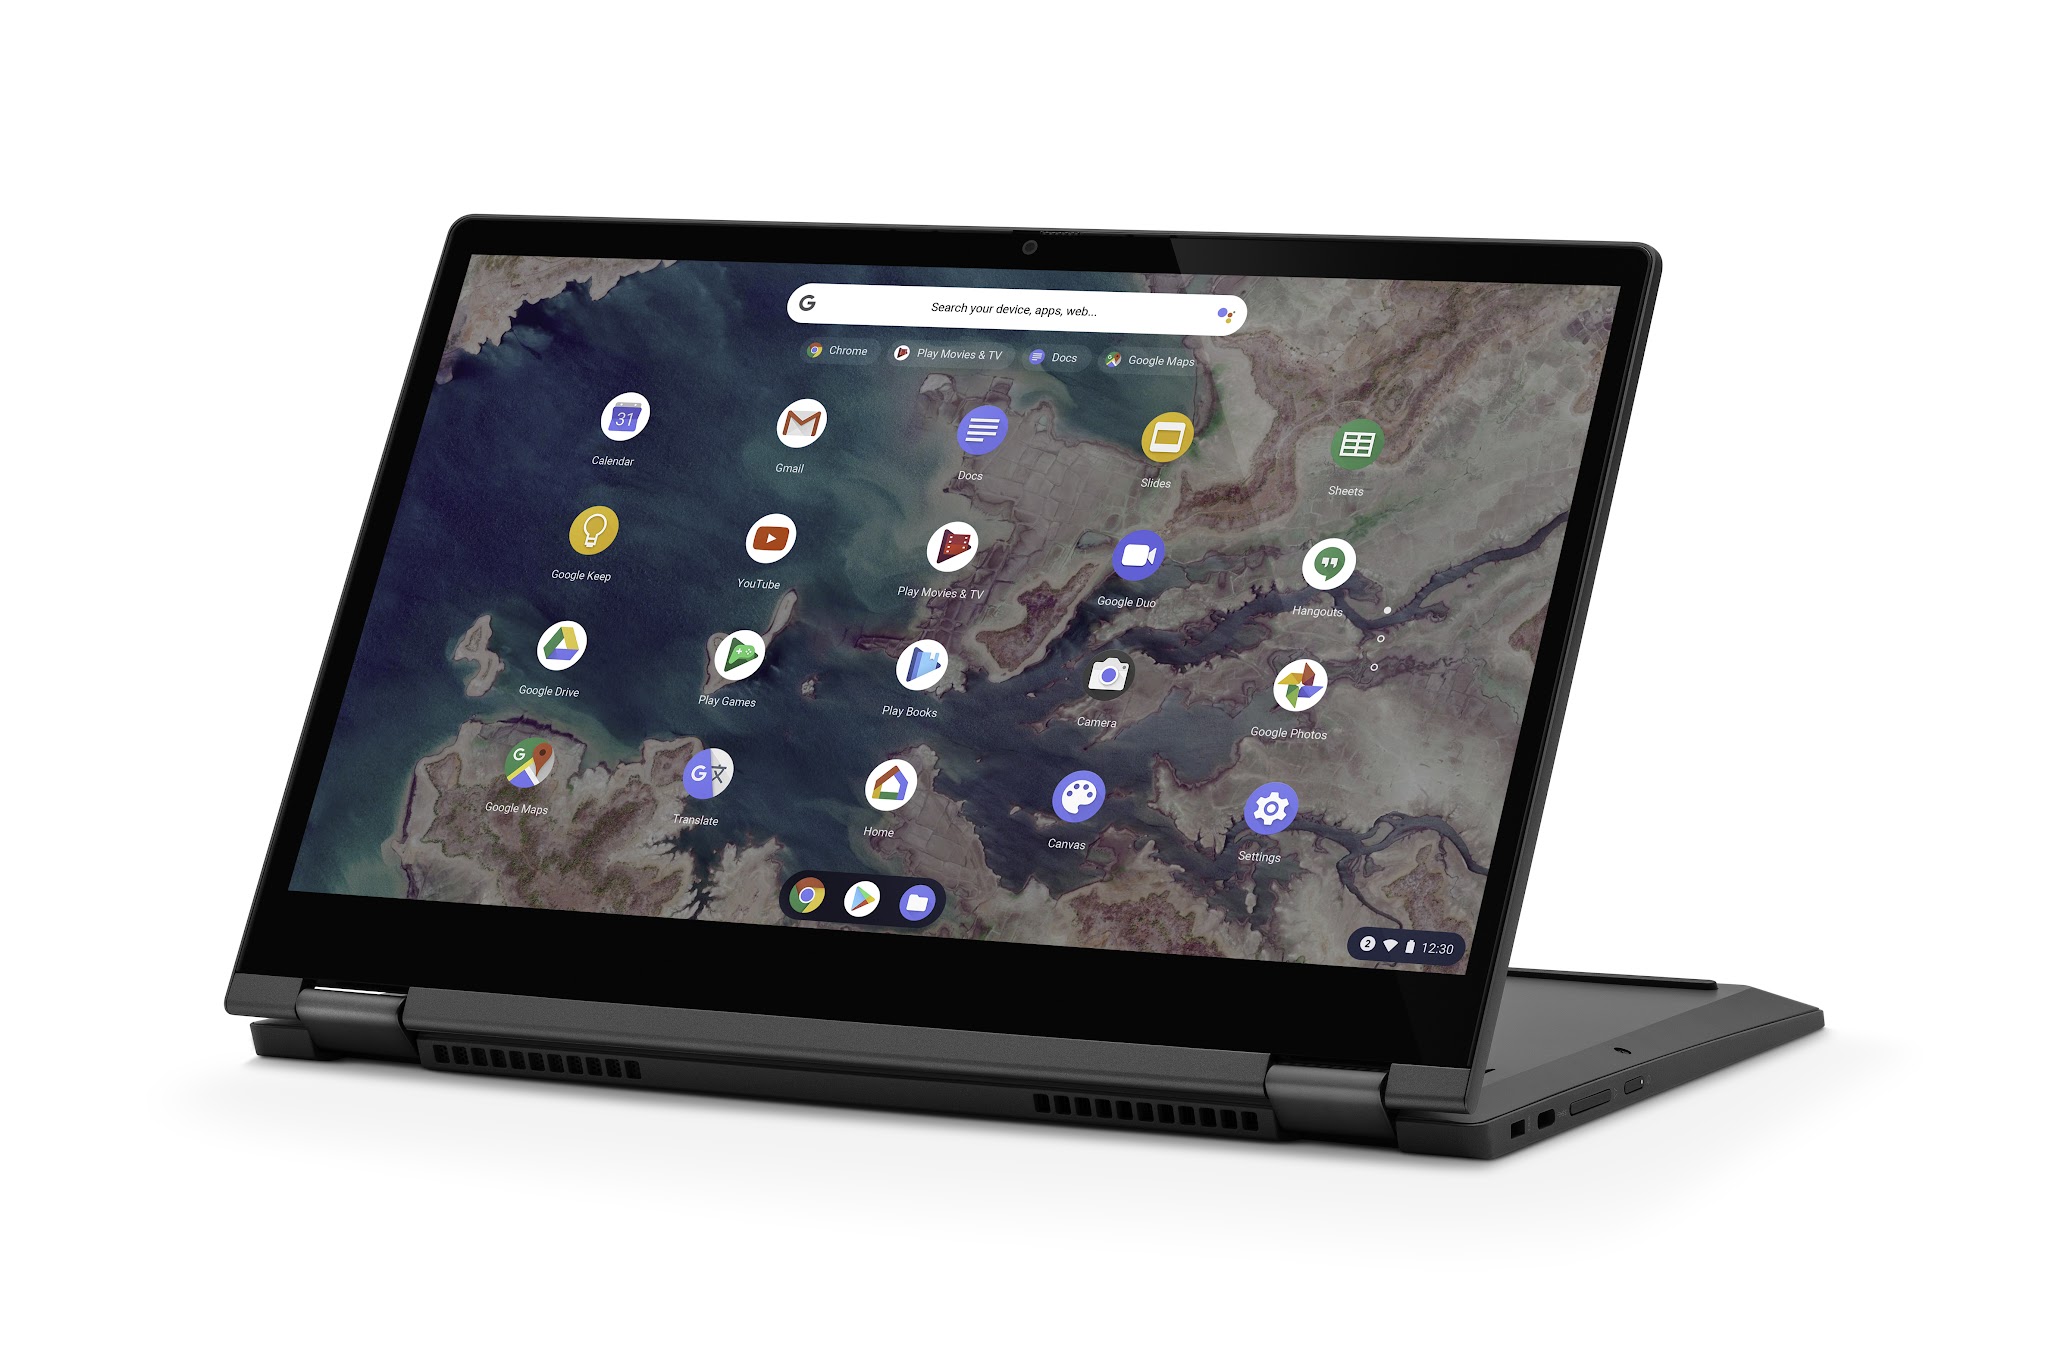 G
Search your device, apps, web...
Chrome
Play Movies & TV
Docs
Google Maps
31
Calendar
Gmail
Docs
Slides
Sheets
Google Keep
YouTube
Play Movies & TV
Google Duo
Hangouts
Google Drive
Play Games
Play Books
Camera
Google Photos
G
Google Maps
G文
Translate
Home
Canvas
Settings
2
12:30